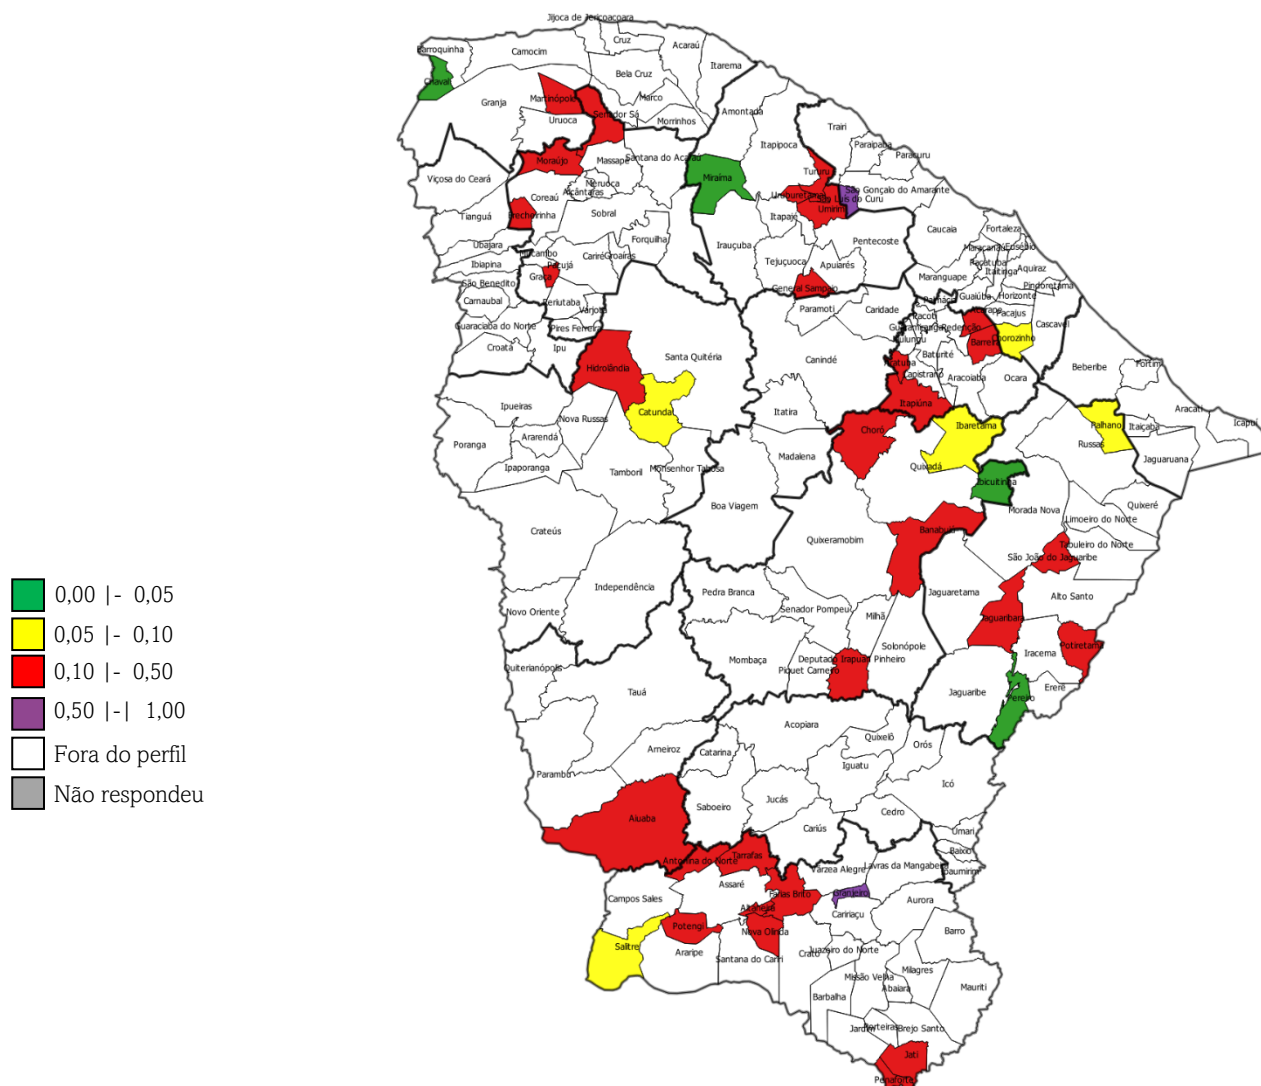 Jijoca de Jericoacoara
Cruz
Acaraú
Barroquinha
Camocim
Itarema
Bela Cruz
Chaval
Granja
Martinópole
Marco
Senador Sá
Morrinhos
Amontada
Uruoca
Trairi
Itapipoca
Paraipaba
Paracuru
Moraújo
Massapê
Santana do Acaraú
Miraíma
Tururu
Viçosa do Ceará
Meruoca
Alcântaras
Coreaú
Uruburetama
São Gonçalo do Amarante
São Luis do Curu
Umirim
Frecheirinha
Sobral
Tianguá
Itapajé
Caucaia
Fortaleza
Forquilha
Irauçuba
Pentecoste
Ubajara
Maracanaú
Eusébio
Mucambo
Cariré
Groaíras
Pacatuba
Itaitinga
Aquiraz
Ibiapina
Pacujá
Tejuçuoca
Apuiarés
Graça
Maranguape
São Benedito
General Sampaio
Pindoretama
Guaiúba
Horizonte
Carnaubal
Reriutaba
Varjota
Paramoti
Caridade
Palmácia
Acarape
Pacajus
Pacoti
Cascavel
Guaraciaba do Norte
Pires Ferreira
Guaramiranga
Redenção
Mulungu
Barreira
Chorozinho
Croatá
Ipu
Santa Quitéria
Canindé
Baturité
Hidrolândia
Aratuba
Capistrano
Aracoiaba
Ocara
Beberibe
Fortim
Ipueiras
Nova Russas
Catunda
Itatira
Itapiúna
Aracati
Icapuí
Choró
Ibaretama
Palhano
Itaiçaba
Ararendá
Poranga
Russas
Madalena
Jaguaruana
Ipaporanga
Tamboril
Monsenhor Tabosa
Quixadá
Ibicuitinga
Boa Viagem
Morada Nova
Quixeré
Limoeiro do Norte
Crateús
Banabuiú
Quixeramobim
Tabuleiro do Norte
São João do Jaguaribe
0,00 |- 0,05
Independência
Pedra Branca
Jaguaretama
Alto Santo
Novo Oriente
Senador Pompeu
Milhã
Jaguaribara
0,05 |- 0,10
Solonópole
Potiretama
Iracema
Mombaça
Deputado Irapuan Pinheiro
Quiterianópolis
Piquet Carneiro
0,10 |- 0,50
Ereré
Tauá
Jaguaribe
Pereiro
0,50 |-| 1,00
Acopiara
Quixelô
Orós
Arneiroz
Catarina
Fora do perfil
Iguatu
Parambu
Icó
Não respondeu
Jucás
Saboeiro
Cedro
Aiuaba
Cariús
Umari
Baixio
Tarrafas
Antonina do Norte
Várzea Alegre
Lavras da Mangabeira
Ipaumirim
Assaré
Farias Brito
Granjeiro
Campos Sales
Aurora
Altaneira
Caririaçu
Potengi
Nova Olinda
Barro
Salitre
Araripe
Crato
Juazeiro do Norte
Santana do Cariri
Milagres
Missão Velha
Abaiara
Mauriti
Barbalha
Jardim
Porteiras
Brejo Santo
Jati
Penaforte